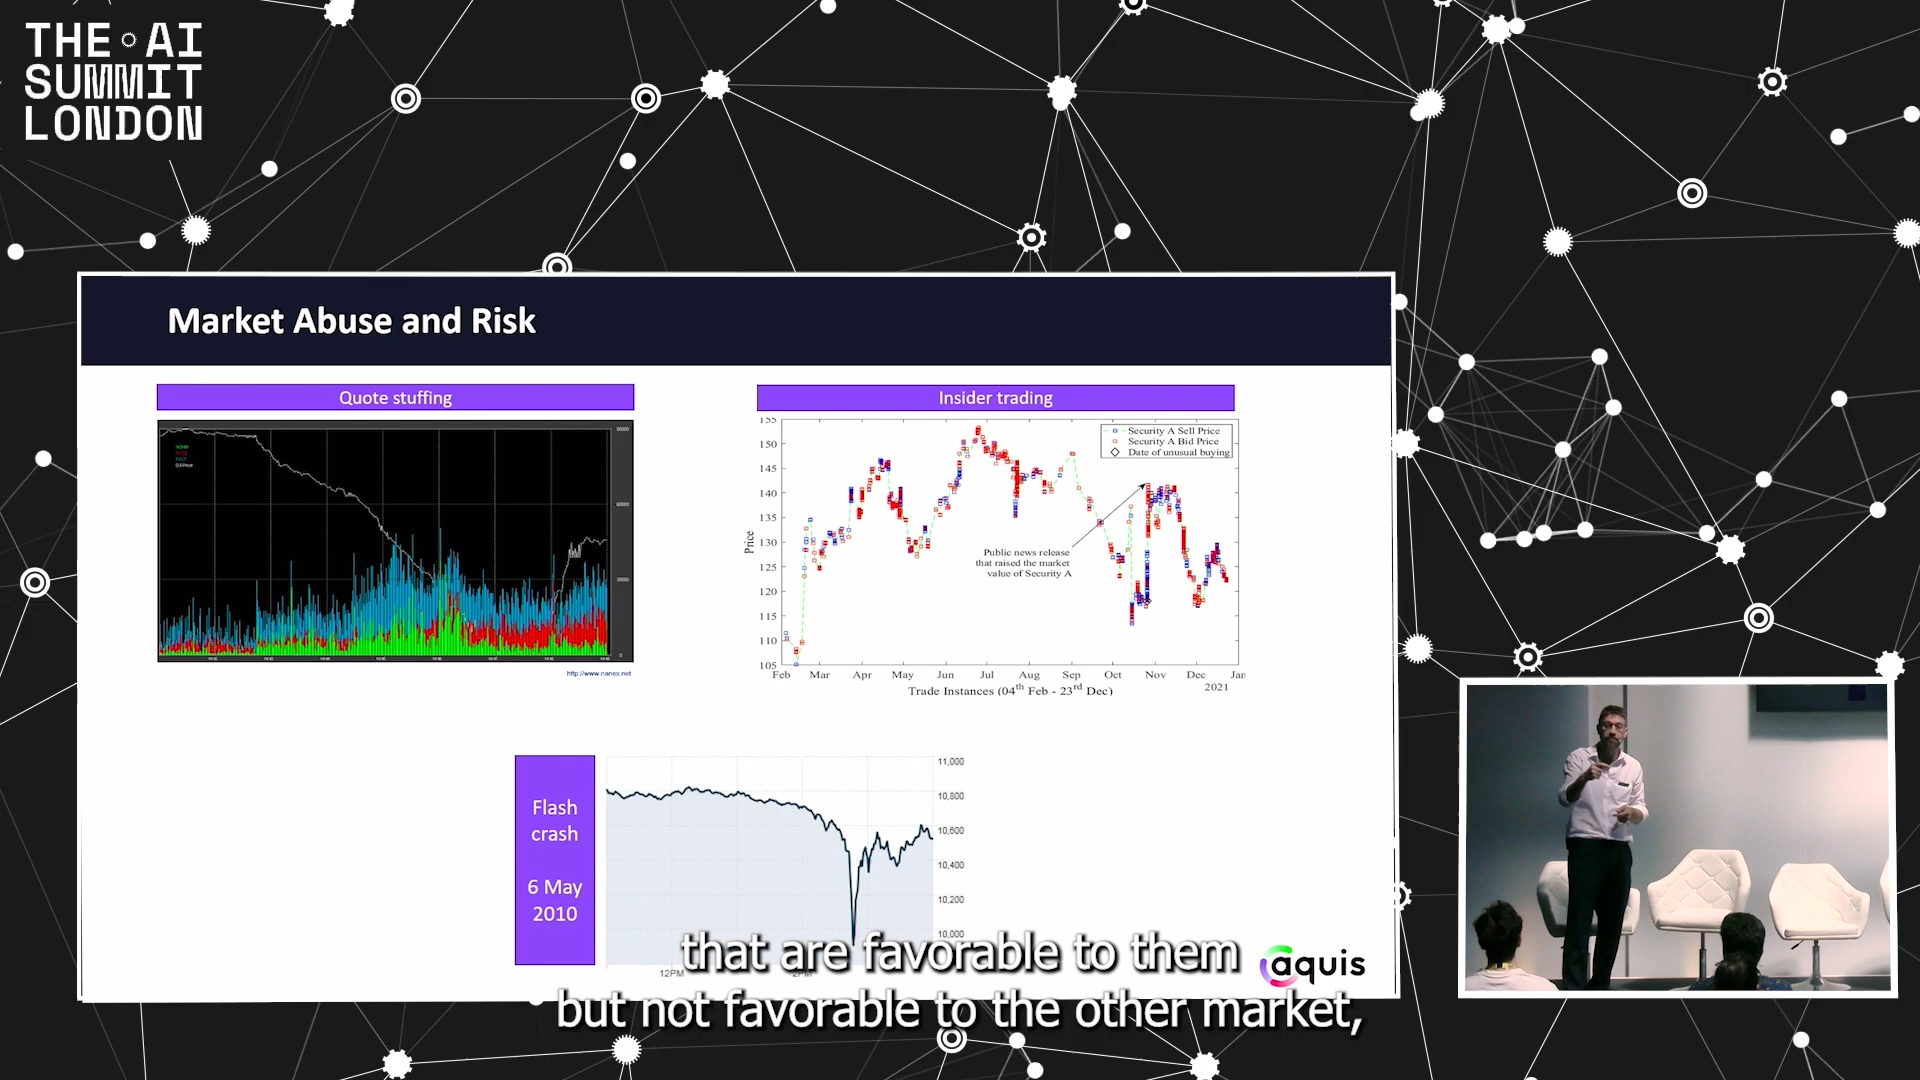 THE AI
SUMMIT
LONDON
Market Abuse and Risk
Quote stuffing
90000
60000
30000
0
http://www.nanex.net
Insider trading
155
150
145
140
135
130
125
120
115
110
105
Price
Security A Sell Price
Security A Bid Price
Date of unusual buying
Public news release
that raised the market
value of Security A
Feb Mar Apr May Jun Jul Aug Sep Oct Nov Dec Jan
2021
Trade Instances (04th Feb - 23rd Dec)
Flash
crash
6 May
2010
11,000
10,800
10,600
10,400
10,200
10,000
12PM
2PM
aquis
that are favorable to them
but not favorable to the other market,